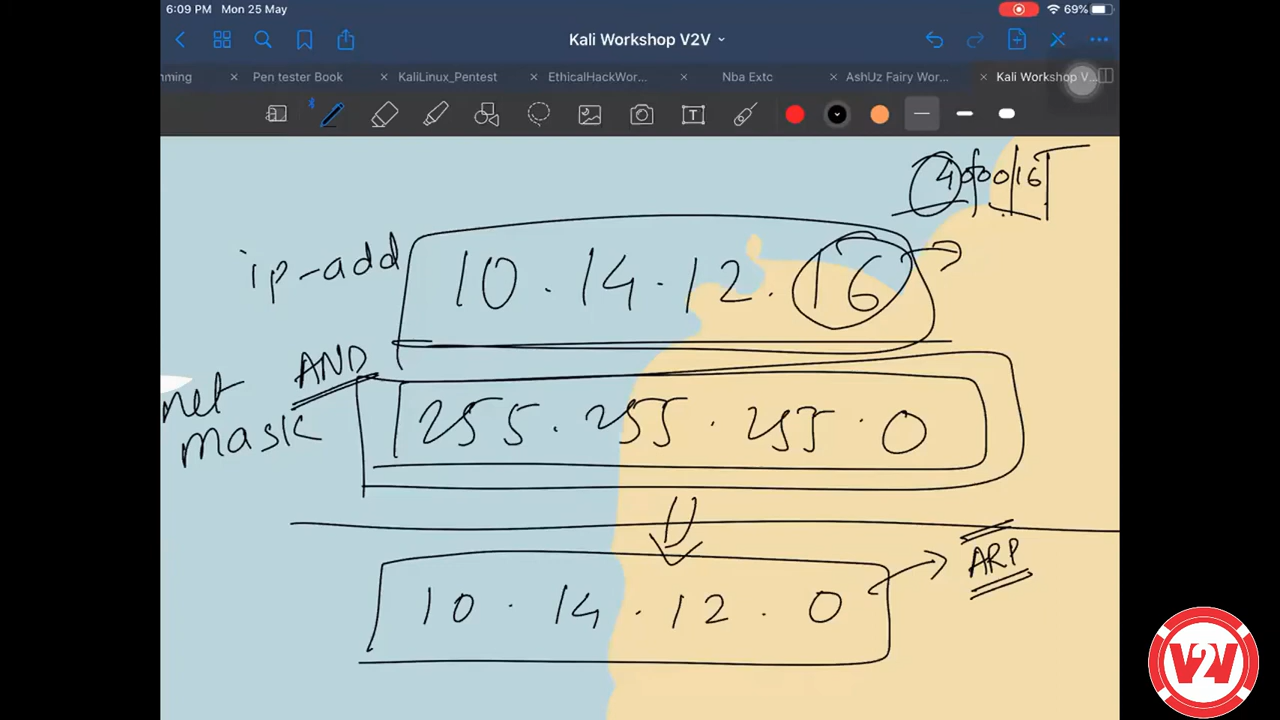 6:09 PM Mon 25 May
69%
Kali Workshop V2V
mming
Pen tester Book
KaliLinux_Pentest
EthicalHackWor...
Nba Extc
AshUz Fairy Wor...
Kali Workshop V...
T
400016
ip-add 10.14.12.16
AND
net mask 255.255.255.0
ARP
10.14.12.0
V2V